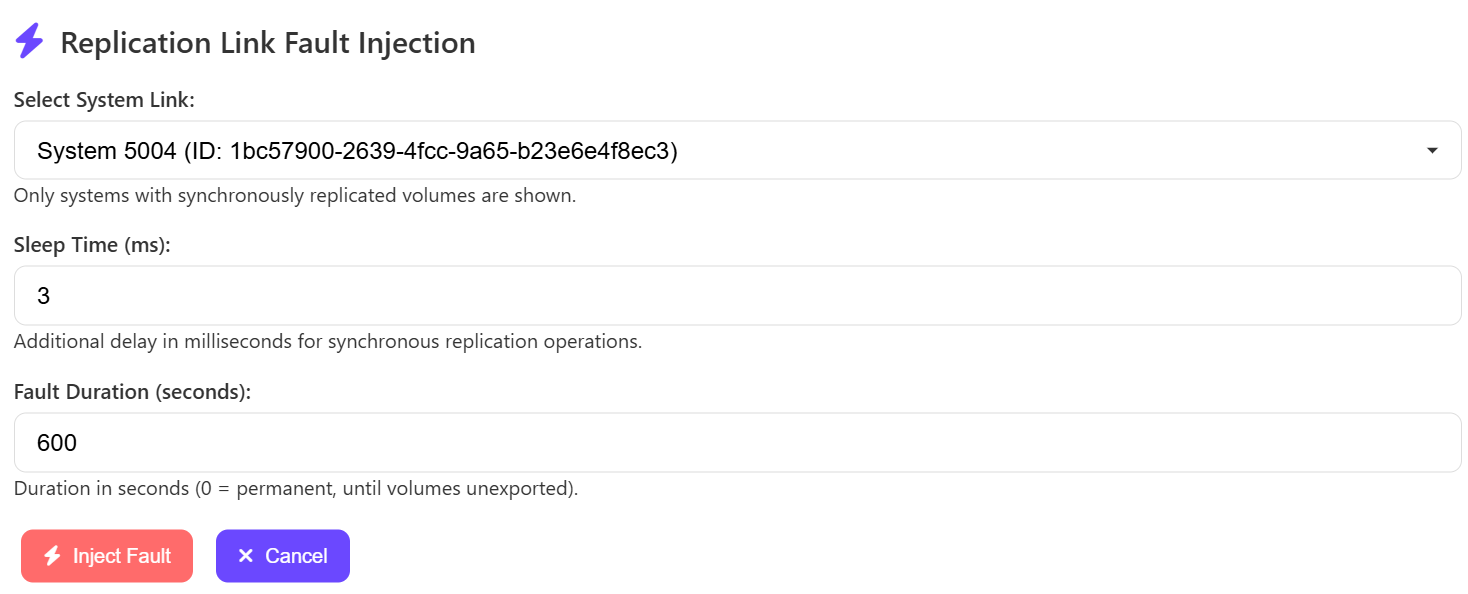 Replication Link Fault Injection
Select System Link:
System 5004 (ID: 1bc57900-2639-4fcc-9a65-b23e6e4f8ec3)
Only systems with synchronously replicated volumes are shown.
Sleep Time (ms):
3
Additional delay in milliseconds for synchronous replication operations.
Fault Duration (seconds):
600
Duration in seconds (0 = permanent, until volumes unexported).
Inject Fault Cancel